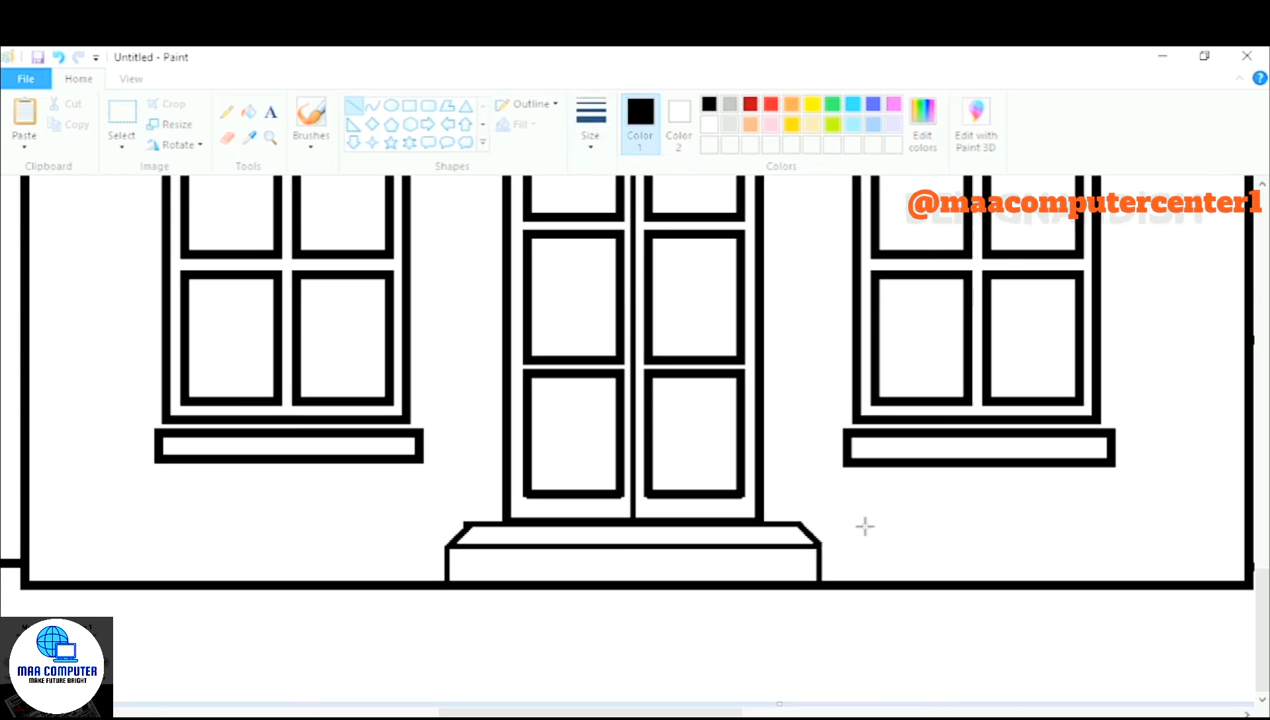 Untitled - Paint
File Home View
Paste Cut Copy Clipboard
Select Crop Resize Rotate Image
Tools
Brushes
Outline Fill Shapes
Size
Color 1 Color 2
Edit colors Colors
Edit with Paint 3D
@maacomputercenter1
MAA COMPUTER
MAKE FUTURE BRIGHT